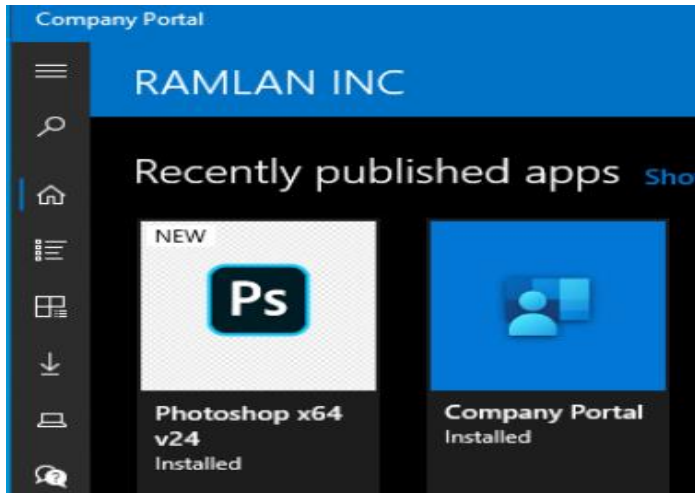 Company Portal
RAMLAN INC
Recently published apps
NEW
Ps
Photoshop x64
v24
Installed
Company Portal
Installed